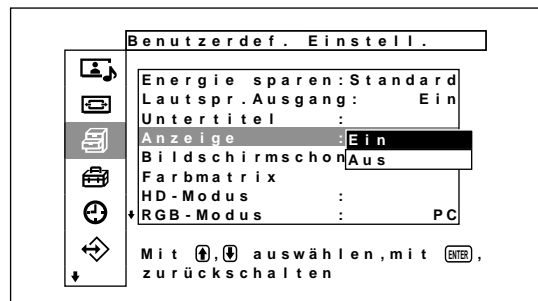 Benutzerdef. Einstell.
Energie sparen:Standard
Lautspr.Ausgang: Ein
Untertitel :
Anzeige :Ein
Aus
Bildschirmschon
Farbmatrix
HD-Modus :
RGB-Modus : PC
Mit ↑,↓ auswählen,mit ENTER,
zurückschalten